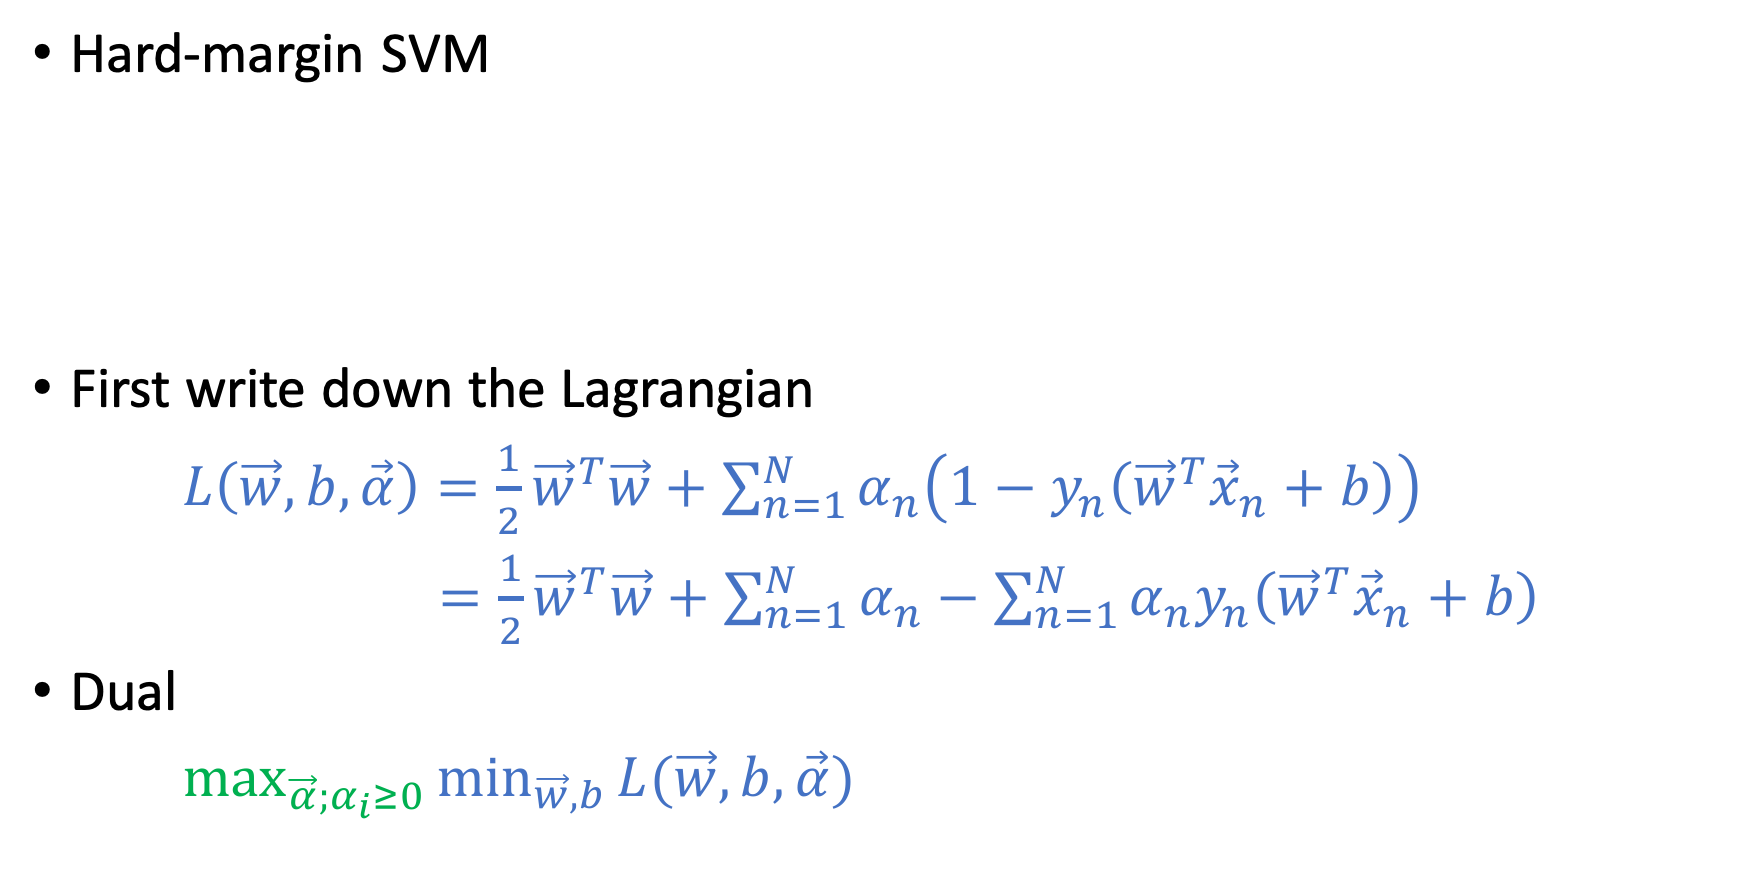 • Hard-margin SVM
• First write down the Lagrangian
L(w⃗, b, α⃗) = ½ w⃗ᵀw⃗ + ∑ₙ₌₁ᴺ αₙ(1 − yₙ(w⃗ᵀx⃗ₙ + b))
= ½ w⃗ᵀw⃗ + ∑ₙ₌₁ᴺ αₙ − ∑ₙ₌₁ᴺ αₙyₙ(w⃗ᵀx⃗ₙ + b)
• Dual
max_{α⃗;αᵢ≥0} min_{w⃗,b} L(w⃗, b, α⃗)